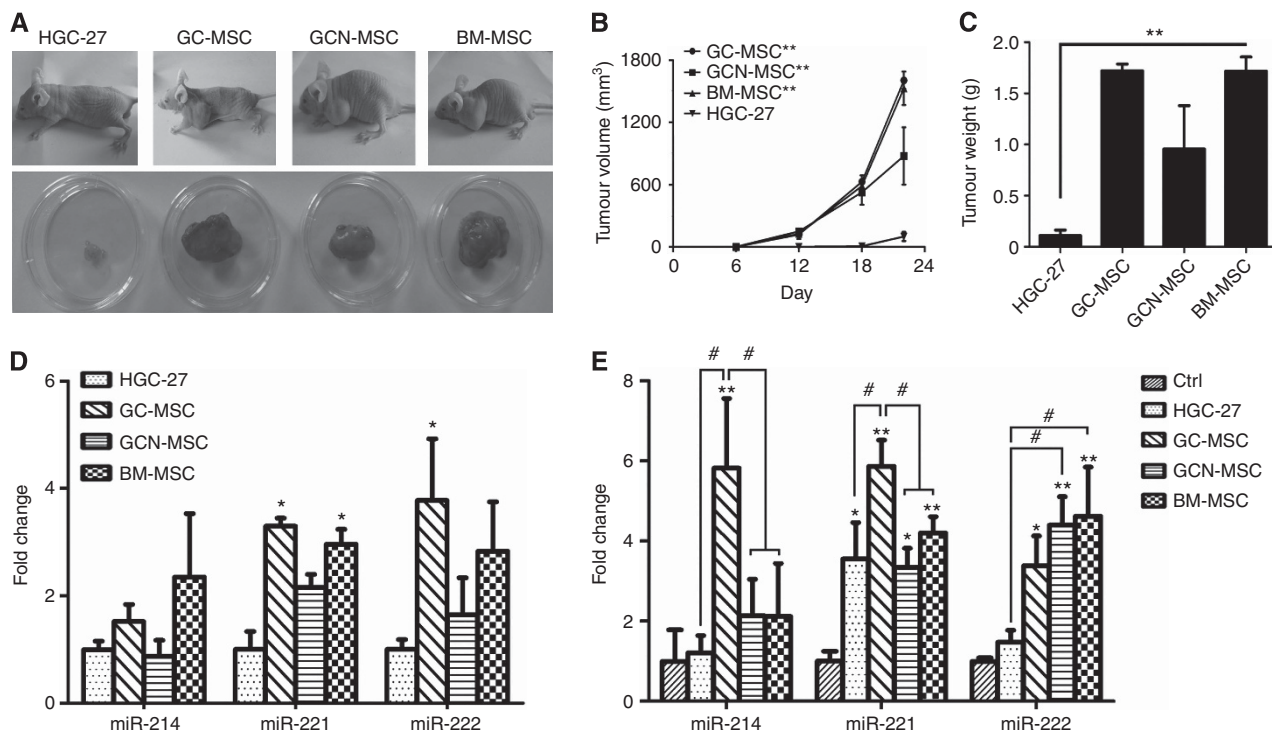 A
HGC-27 GC-MSC GCN-MSC BM-MSC
B
GC-MSC**
GCN-MSC**
BM-MSC**
HGC-27
Tumour volume (mm³)
1800
1200
600
0
0 6 12 18 24
Day
C
**
Tumour weight (g)
2.0
1.5
1.0
0.5
0
HGC-27 GC-MSC GCN-MSC BM-MSC
D
HGC-27
GC-MSC
GCN-MSC
BM-MSC
Fold change
6
4
2
0
* * *
miR-214 miR-221 miR-222
E
Ctrl
HGC-27
GC-MSC
GCN-MSC
BM-MSC
Fold change
8
6
4
2
0
# #
**
# #
* ** * **
#
#
* ** **
miR-214 miR-221 miR-222